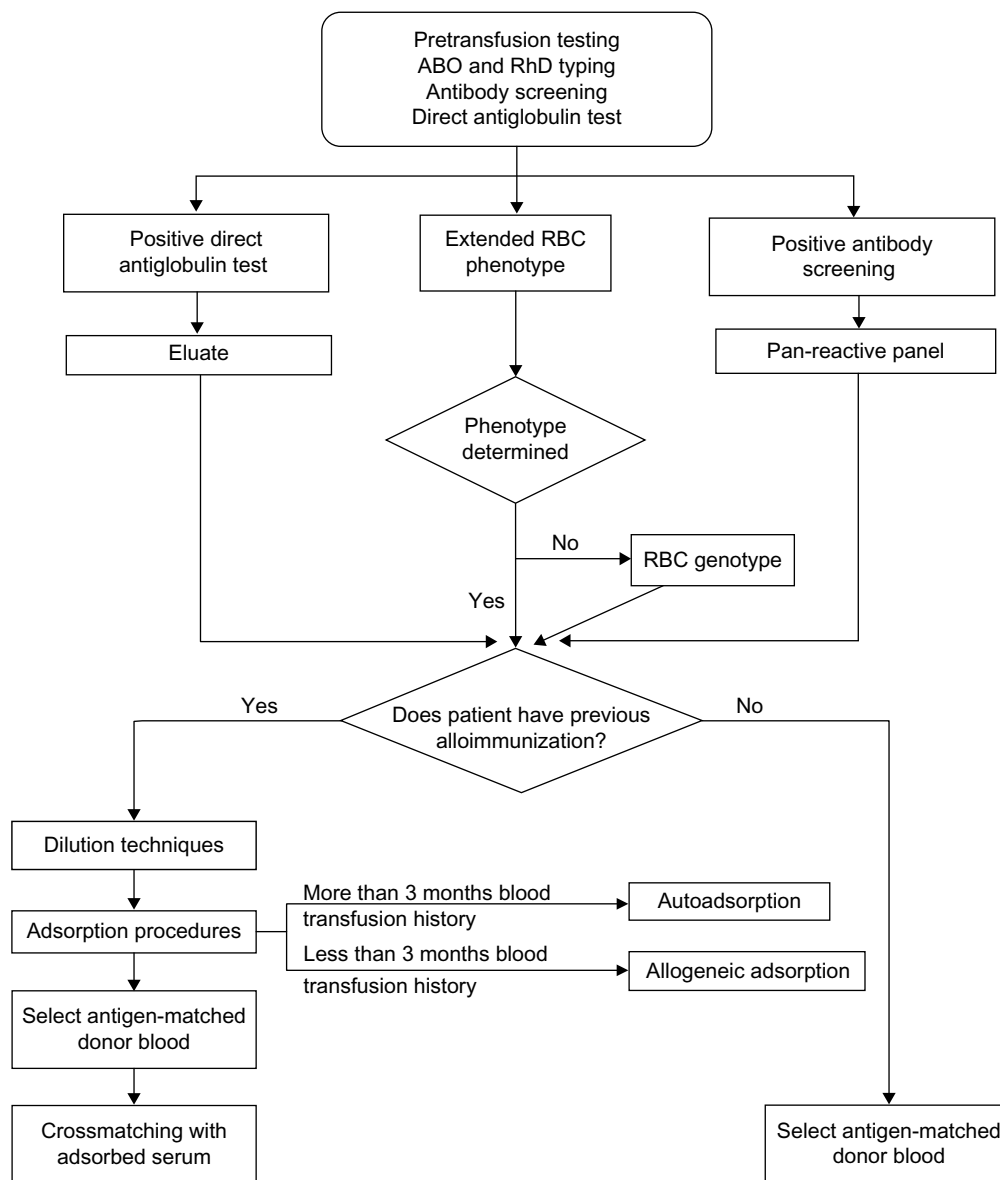 Pretransfusion testing
ABO and RhD typing
Antibody screening
Direct antiglobulin test
Positive direct
antiglobulin test
Extended RBC
phenotype
Positive antibody
screening
Eluate
Pan-reactive panel
Phenotype
determined
No
RBC genotype
Yes
Yes
Does patient have previous
alloimmunization?
No
Dilution techniques
Adsorption procedures
More than 3 months blood
transfusion history
Autoadsorption
Less than 3 months blood
transfusion history
Allogeneic adsorption
Select antigen-matched
donor blood
Crossmatching with
adsorbed serum
Select antigen-matched
donor blood